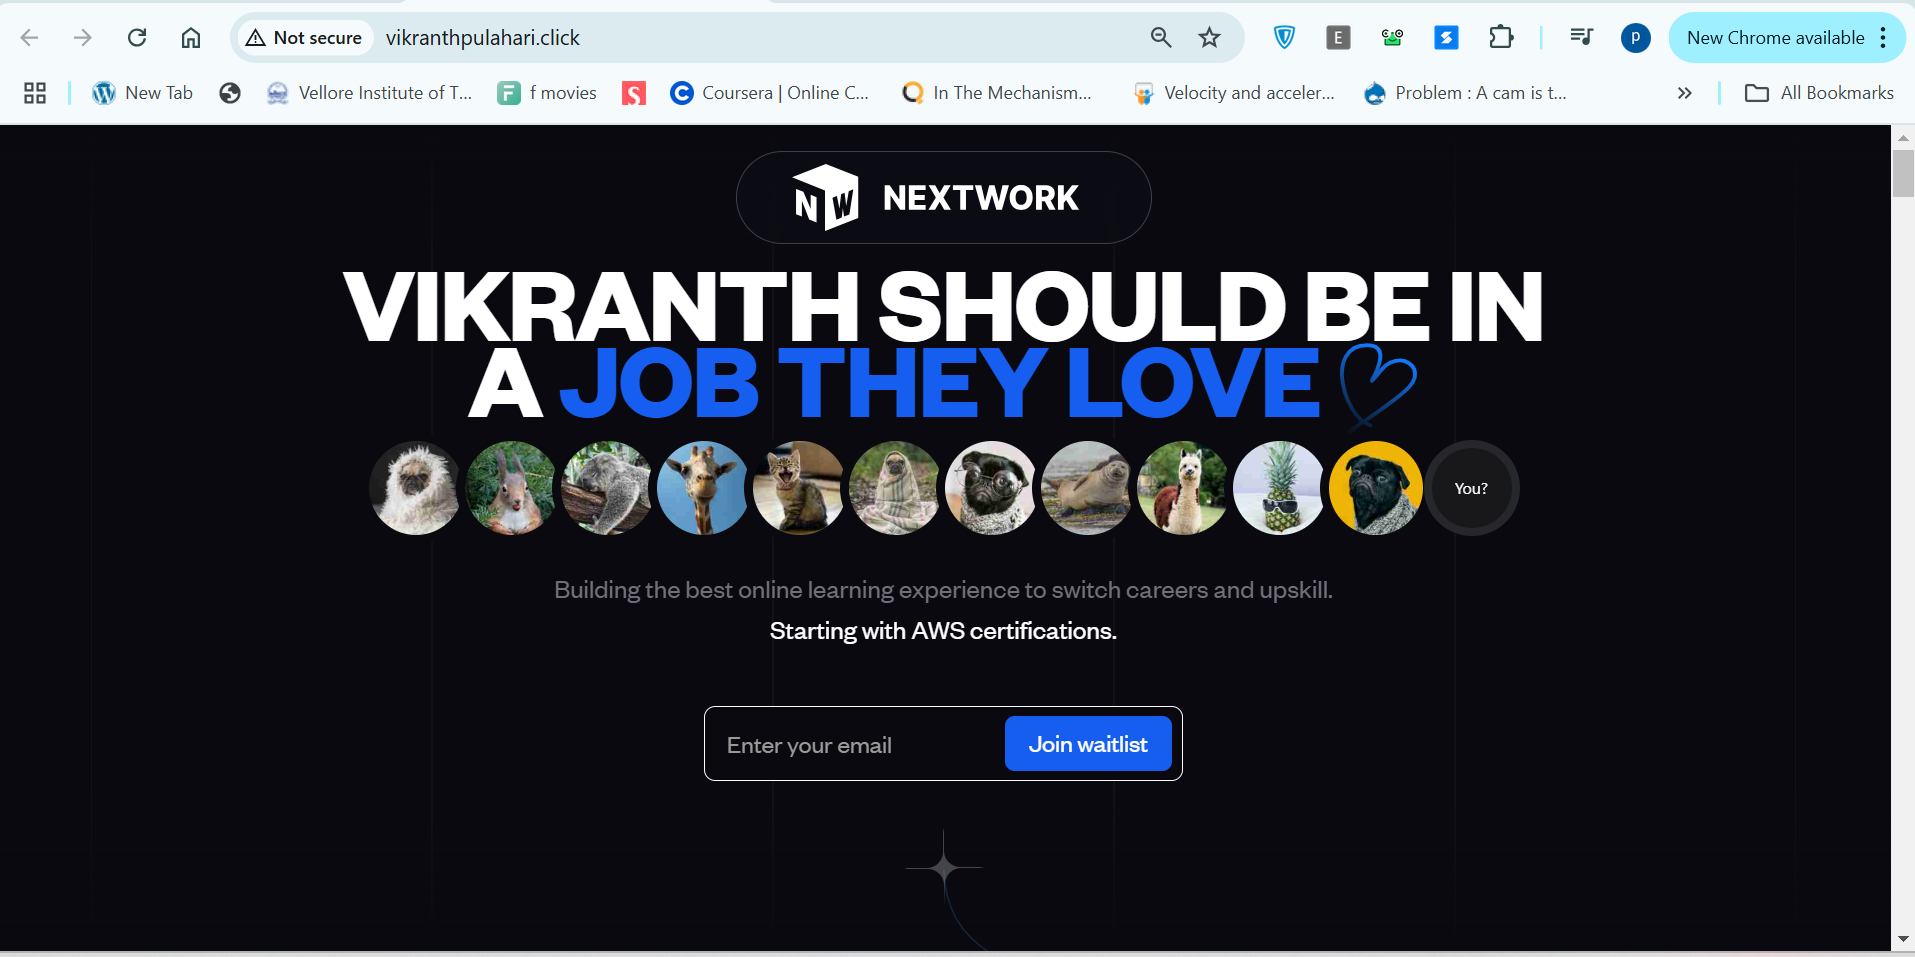 Not secure
vikranthpulahari.click
E
p
New Chrome available
New Tab
Vellore Institute of T...
F
f movies
S
C
Coursera | Online C...
In The Mechanism...
Velocity and acceler...
Problem : A cam is t...
All Bookmarks
NW
NEXTWORK
VIKRANTH SHOULD BE IN
A JOB THEY LOVE
You?
Building the best online learning experience to switch careers and upskill.
Starting with AWS certifications.
Enter your email
Join waitlist